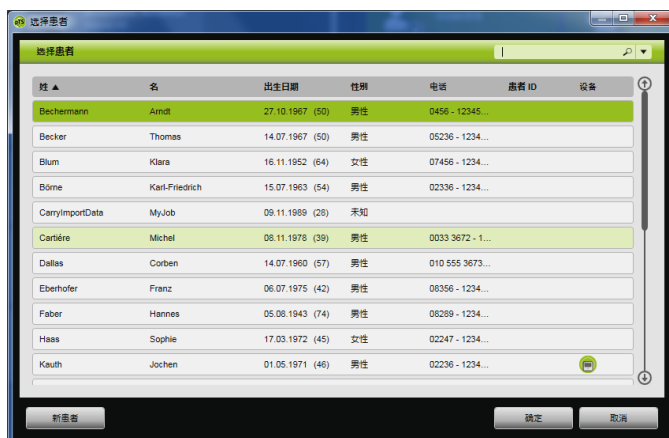 选择患者
选择患者
姓 ▲ 名 出生日期 性别 电话 患者 ID 设备
Bechermann Arndt 27.10.1967 (50) 男性 0456 - 12345...
Becker Thomas 14.07.1967 (50) 男性 05236 - 1234...
Blum Klara 16.11.1952 (64) 女性 07456 - 1234...
Börne Karl-Friedrich 15.07.1963 (54) 男性 02336 - 1234...
CarryImportData MyJob 09.11.1989 (28) 未知
Cartiére Michel 08.11.1978 (39) 男性 0033 3672 - 1...
Dallas Corben 14.07.1960 (57) 男性 010 555 3673...
Eberhofer Franz 06.07.1975 (42) 男性 08356 - 1234...
Faber Hannes 05.08.1943 (74) 男性 08289 - 1234...
Haas Sophie 17.03.1972 (45) 女性 02247 - 1234...
Kauth Jochen 01.05.1971 (46) 男性 02236 - 1234...
新患者 确定 取消